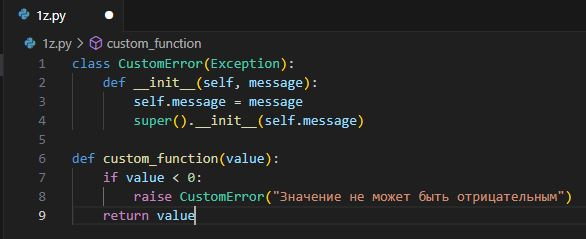 1z.py
1z.py > custom_function
1 class CustomError(Exception):
2 def __init__(self, message):
3 self.message = message
4 super().__init__(self.message)
5
6 def custom_function(value):
7 if value < 0:
8 raise CustomError("Значение не может быть отрицательным")
9 return value